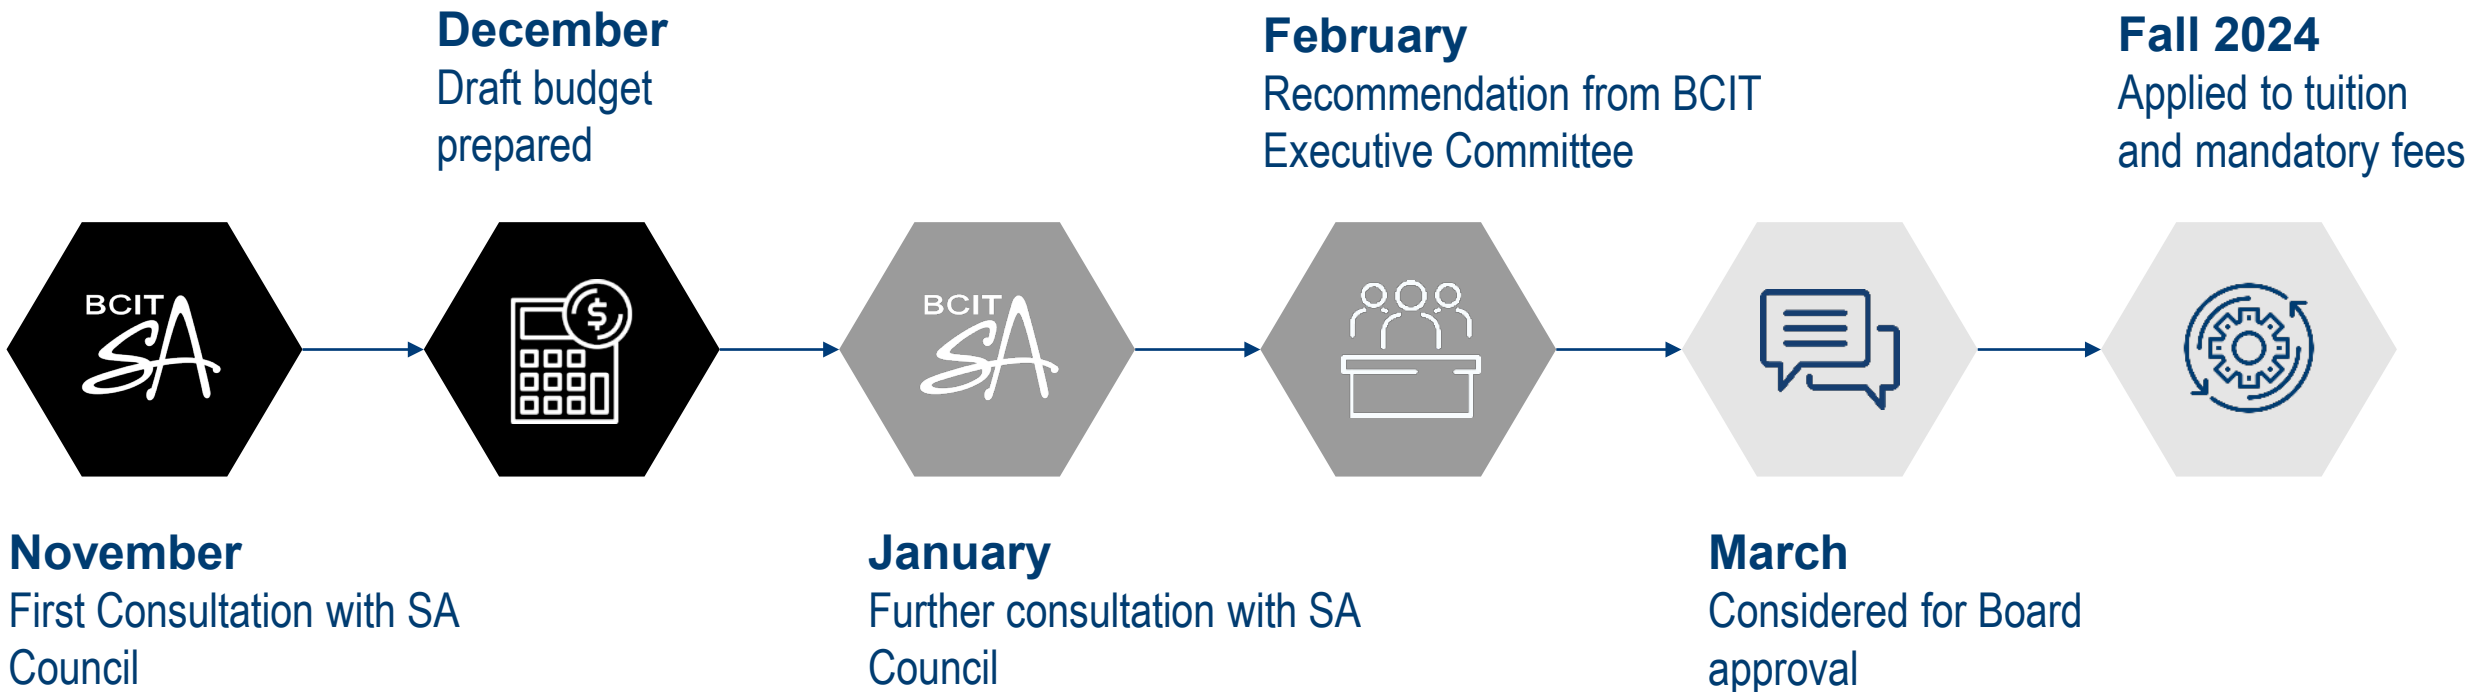 December
Draft budget
prepared
February
Recommendation from BCIT
Executive Committee
Fall 2024
Applied to tuition
and mandatory fees
BCIT
SA
$
BCIT
SA
November
First Consultation with SA
Council
January
Further consultation with SA
Council
March
Considered for Board
approval